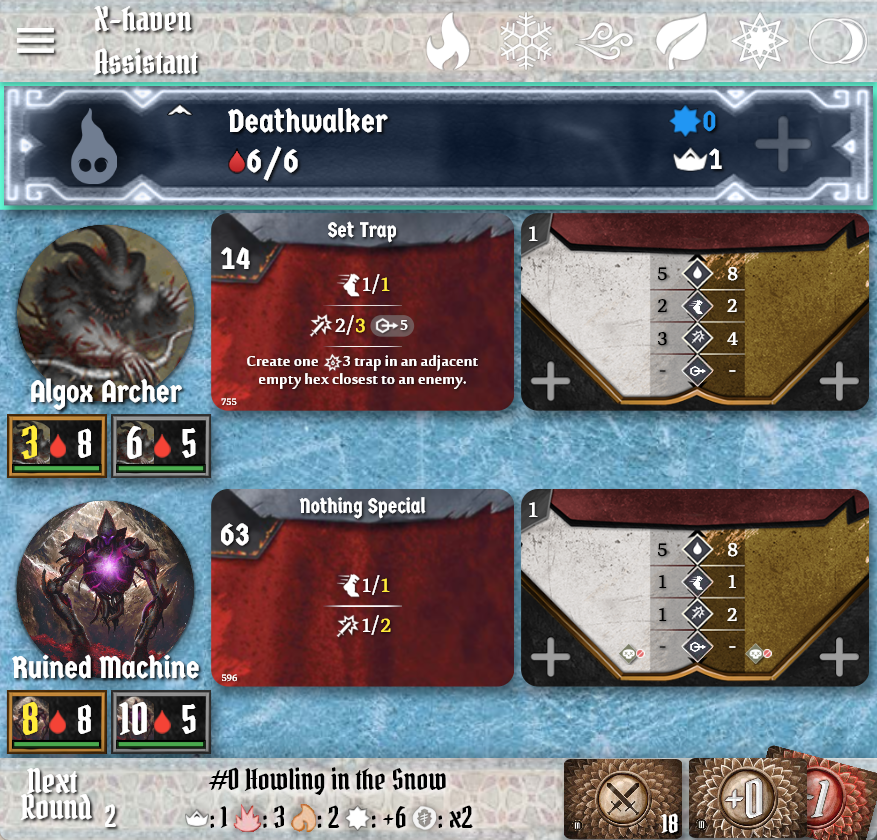 X-haven
Assistant
Deathwalker
0
6/6
1
Set Trap
14
1/1
2/3 5
Create one 3 trap in an adjacent
empty hex closest to an enemy.
755
1
5 8
2 2
3 4
- -
Algox Archer
3 8
6 5
Nothing Special
63
1/1
1/2
596
1
5 8
1 1
1 2
- -
Ruined Machine
8 8
10 5
Next
Round 2
#0 Howling in the Snow
: 1 : 3 : 2 : +6 : x2
18
+0
-1